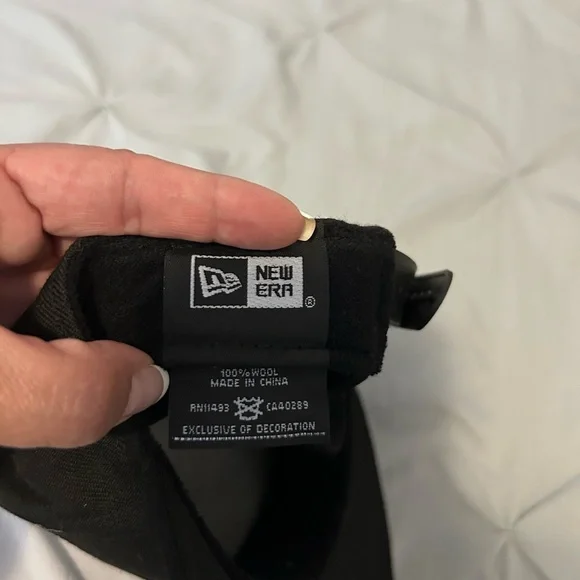 NEW
ERA
®
100% WOOL
MADE IN CHINA
RN11493 CA40289
EXCLUSIVE OF DECORATION